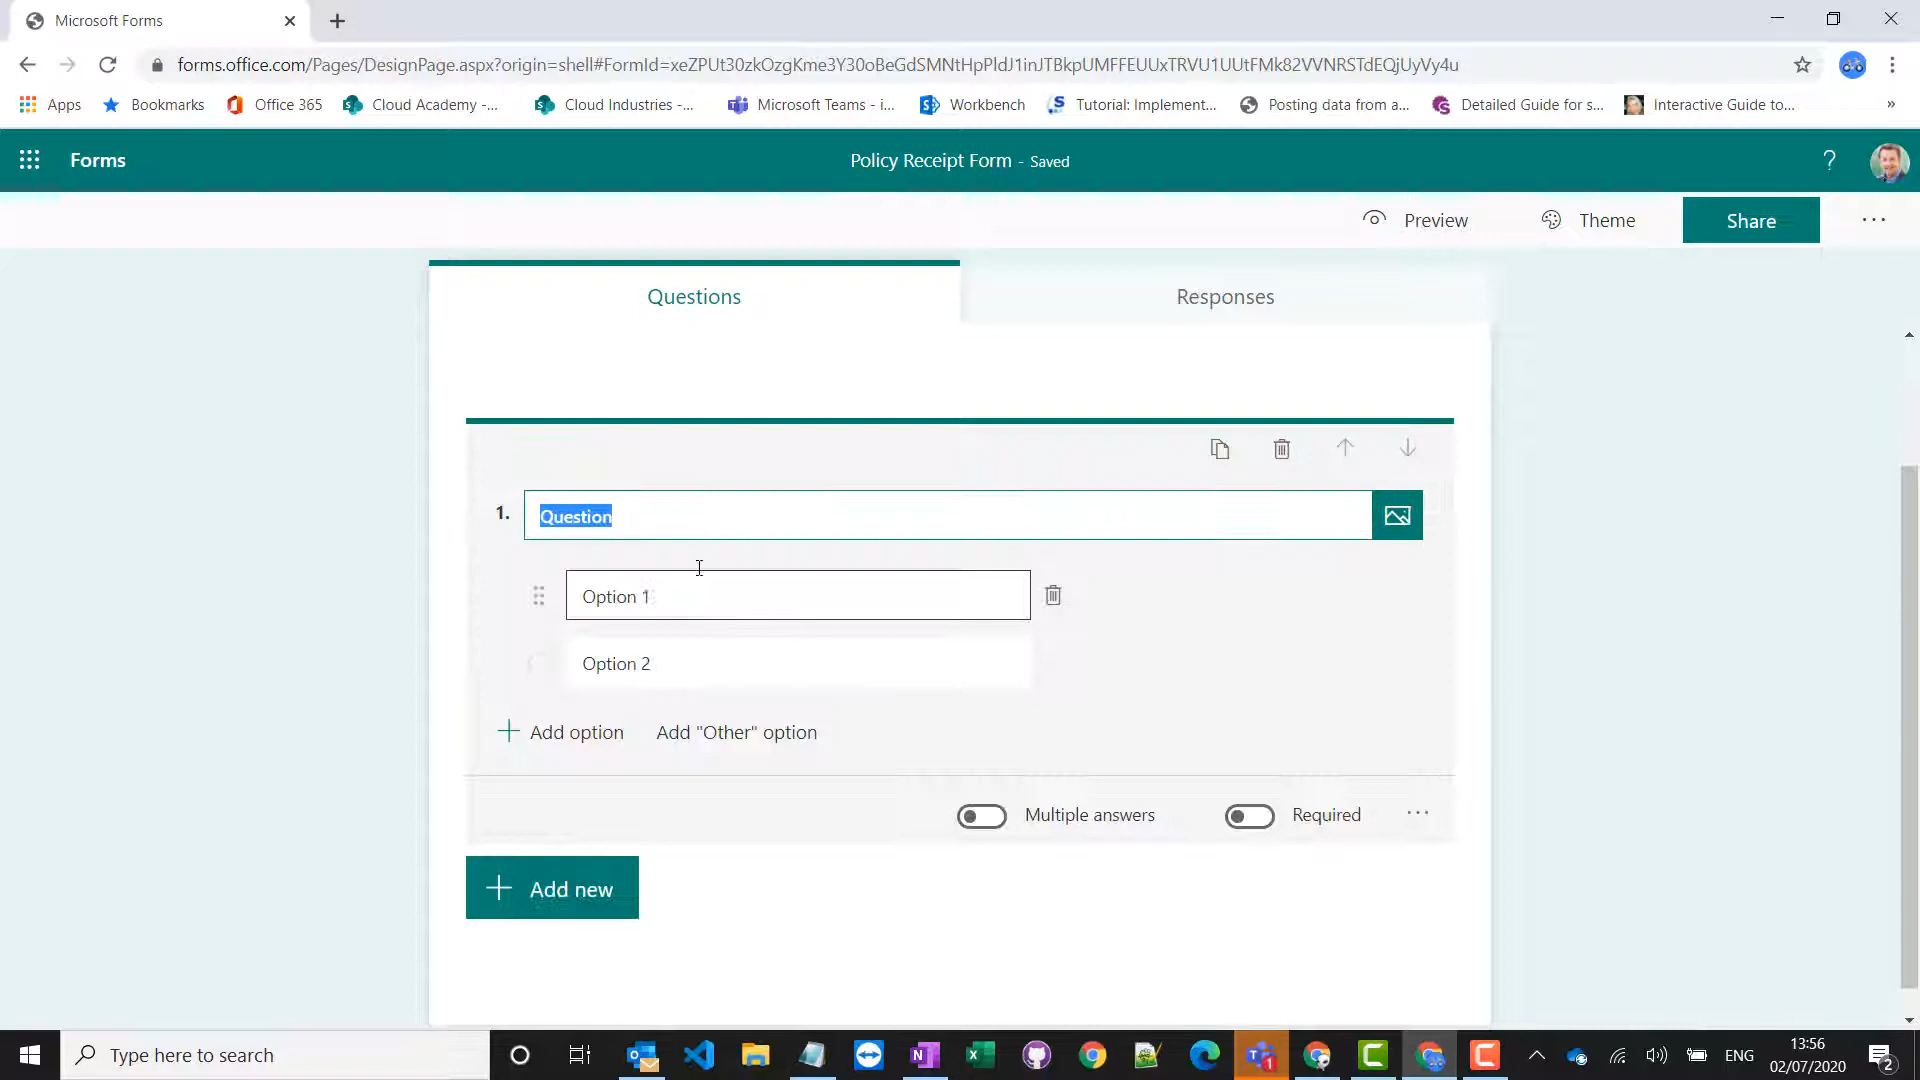 Microsoft Forms
forms.office.com/Pages/DesignPage.aspx?origin=shell#FormId=xeZPUt30zkOzgKme3Y30oBeGdSMNtHpPldJ1inJTBkpUMFFEUUxTRVU1UUtFMk82VVNRSTdEQjUyVy4u
Apps Bookmarks Office 365 Cloud Academy -... Cloud Industries -... Microsoft Teams - i... Workbench Tutorial: Implement... Posting data from a... Detailed Guide for s... Interactive Guide to... »
Forms Policy Receipt Form - Saved ?
Preview Theme Share ...
Questions Responses
1. Question
Option 1
Option 2
Add option Add "Other" option
Multiple answers Required ...
Add new
Type here to search
ENG
13:56
02/07/2020
1
2